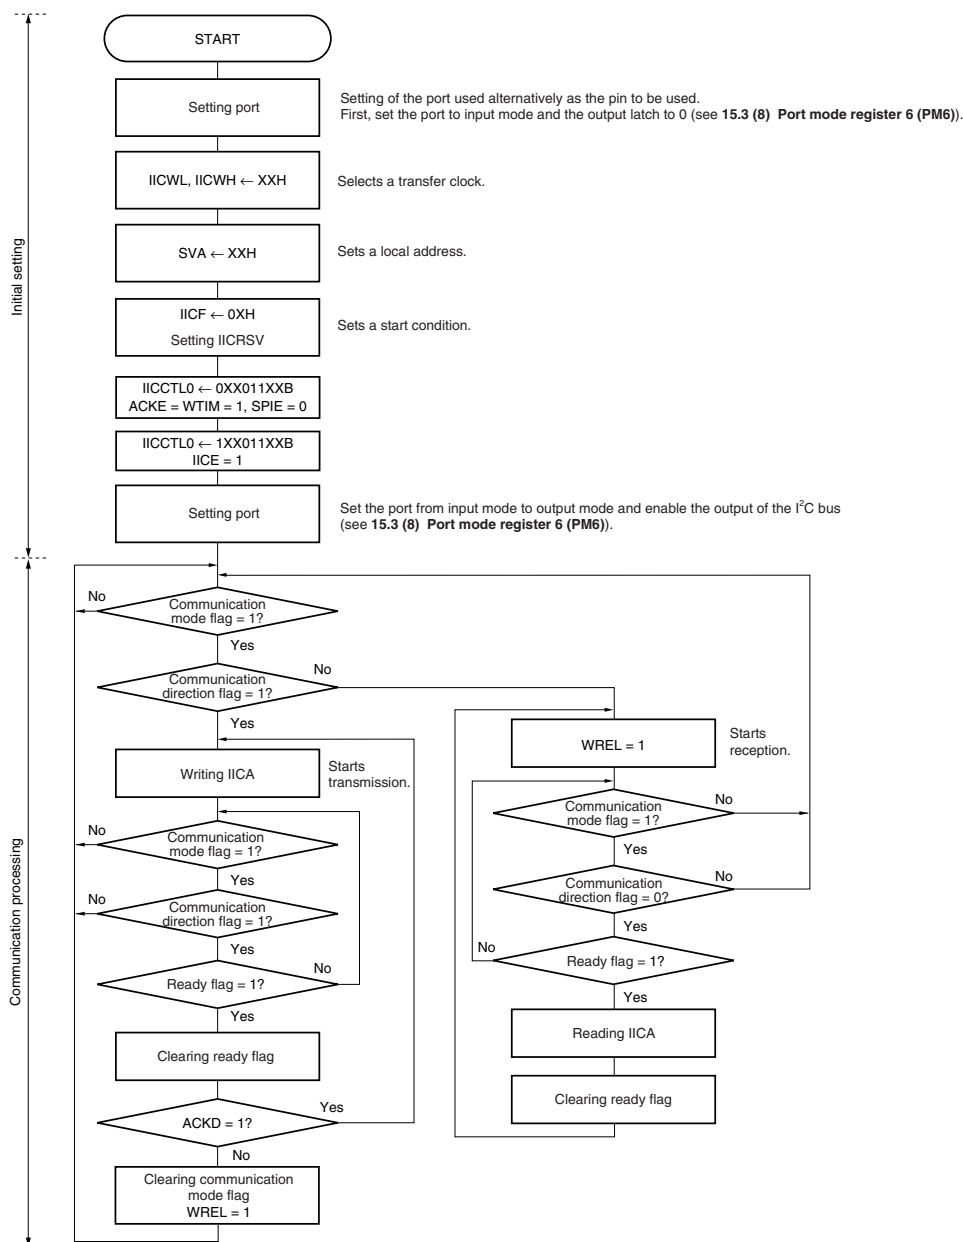 START
Setting port
Setting of the port used alternatively as the pin to be used.
First, set the port to input mode and the output latch to 0 (see 15.3 (8) Port mode register 6 (PM6)).
IICWL, IICWH ← XXH
Selects a transfer clock.
SVA ← XXH
Sets a local address.
IICF ← 0XH
Setting IICRSV
Sets a start condition.
IICCTL0 ← 0XX011XXB
ACKE = WTIM = 1, SPIE = 0
IICCTL0 ← 1XX011XXB
IICE = 1
Setting port
Set the port from input mode to output mode and enable the output of the I²C bus
(see 15.3 (8) Port mode register 6 (PM6)).
Initial setting
Communication processing
No
Communication
mode flag = 1?
Yes
Communication
direction flag = 1?
No
Yes
Writing IICA
Starts
transmission.
No
Communication
mode flag = 1?
Yes
No
Communication
direction flag = 1?
Yes
Ready flag = 1?
No
Yes
Clearing ready flag
ACKD = 1?
Yes
No
Clearing communication
mode flag
WREL = 1
WREL = 1
Starts
reception.
Communication
mode flag = 1?
No
Yes
Communication
direction flag = 0?
No
Yes
No
Ready flag = 1?
Yes
Reading IICA
Clearing ready flag